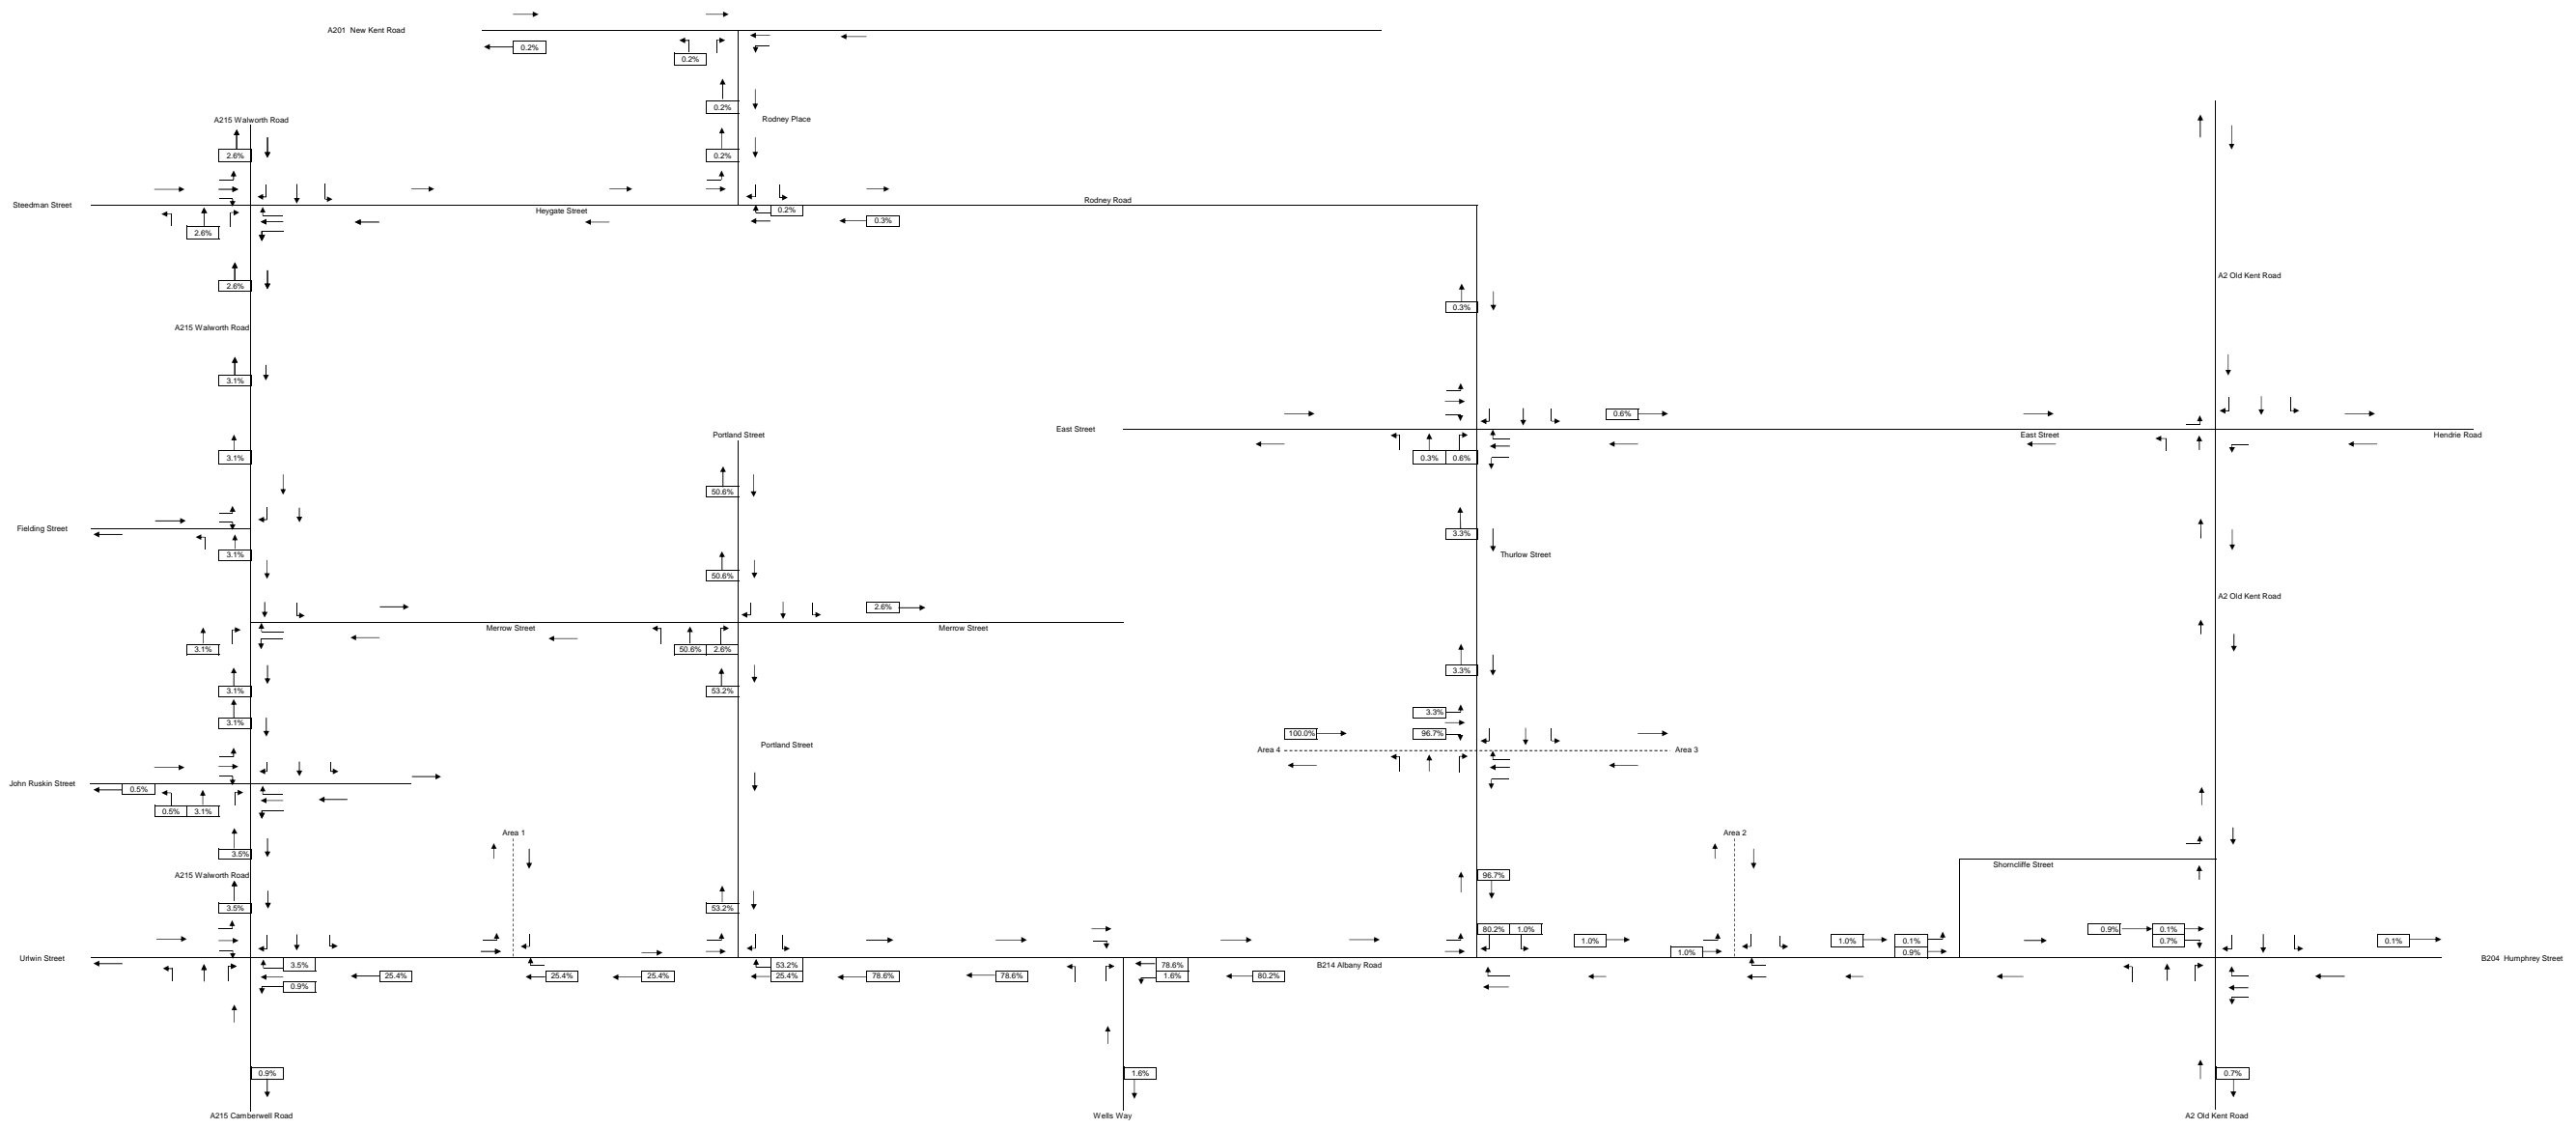 A201 New Kent Road
0.2%
0.2%
0.2%
A215 Walworth Road
Rodney Place
2.6%
0.2%
Steedman Street
Heygate Street
Rodney Road
0.2%
0.3%
2.6%
A2 Old Kent Road
2.6%
0.3%
A215 Walworth Road
3.1%
0.6%
East Street
East Street
Hendrie Road
Portland Street
3.1%
0.3%
0.6%
50.6%
Fielding Street
3.3%
3.1%
Thurlow Street
50.6%
A2 Old Kent Road
2.6%
Merrow Street
Merrow Street
3.1%
50.6%
2.6%
3.3%
3.1%
53.2%
3.3%
3.1%
100.0%
96.7%
Portland Street
Area 4
Area 3
John Ruskin Street
0.5%
0.5%
3.1%
Area 1
Area 2
3.5%
Shorncliffe Street
A215 Walworth Road
96.7%
3.5%
53.2%
80.2%
1.0%
0.9%
0.1%
1.0%
1.0%
0.1%
0.7%
0.1%
1.0%
0.9%
Urlwin Street
3.5%
53.2%
78.6%
B214 Albany Road
B204 Humphrey Street
25.4%
25.4%
25.4%
25.4%
78.6%
78.6%
1.6%
80.2%
0.9%
0.9%
1.6%
0.7%
A215 Camberwell Road
Wells Way
A2 Old Kent Road